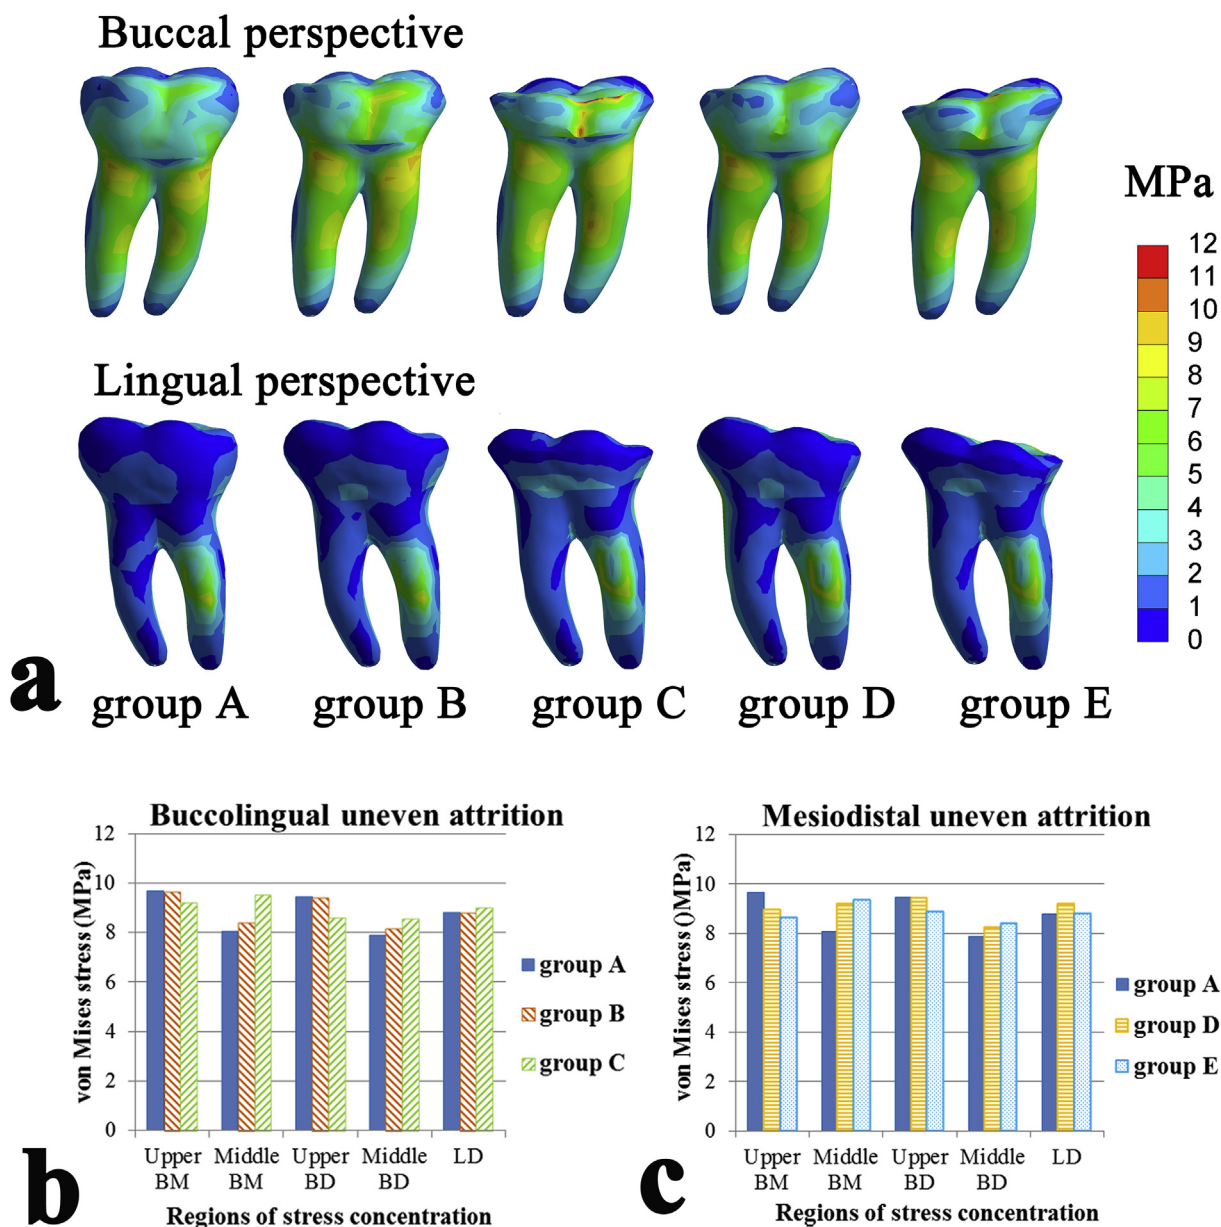 Buccal perspective
MPa
12
11
10
9
8
7
6
5
4
3
2
1
0
Lingual perspective
a
group A
group B
group C
group D
group E
Buccolingual uneven attrition
von Mises stress (MPa)
12
10
8
6
4
2
0
Upper BM
Middle BM
Upper BD
Middle BD
LD
Regions of stress concentration
group A
group B
group C
b
Mesiodistal uneven attrition
von Mises stress ()MPa)
12
10
8
6
4
2
0
Upper BM
Middle BM
Upper BD
Middle BD
LD
Regions of stress concentration
group A
group D
group E
c